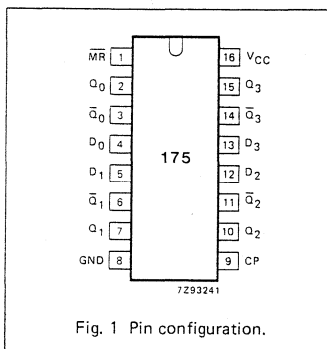 M̅R̅ 1 16 VCC
Q0 2 15 Q3
Q̅0 3 14 Q̅3
D0 4 13 D3
175
D1 5 12 D2
Q̅1 6 11 Q̅2
Q1 7 10 Q2
GND 8 9 CP
7Z93241
Fig. 1 Pin configuration.